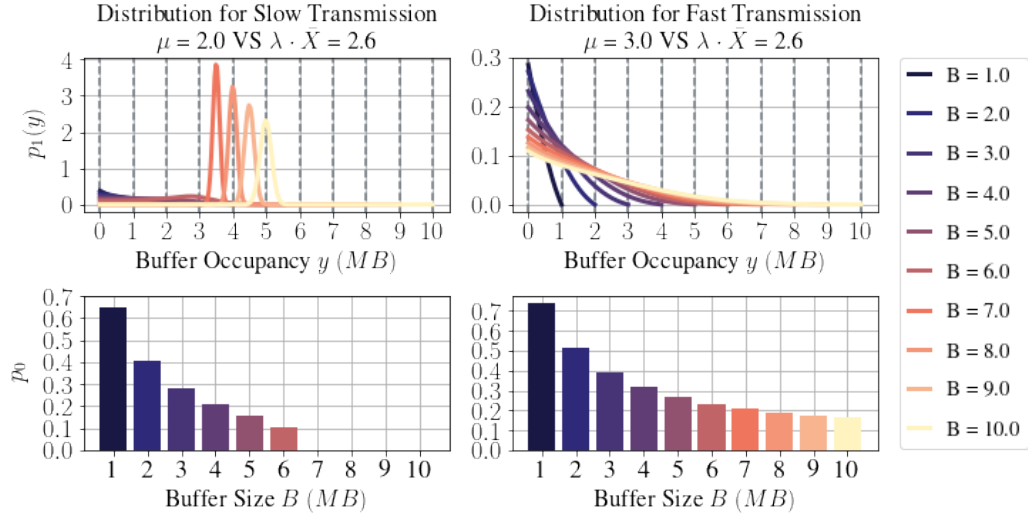 Distribution for Slow Transmission
μ = 2.0 VS λ · X̄ = 2.6
Distribution for Fast Transmission
μ = 3.0 VS λ · X̄ = 2.6
p₁(y)
4
3
2
1
0
0 1 2 3 4 5 6 7 8 9 10
Buffer Occupancy y (MB)
0.3
0.2
0.1
0.0
0 1 2 3 4 5 6 7 8 9 10
Buffer Occupancy y (MB)
p₀
0.7
0.6
0.5
0.4
0.3
0.2
0.1
0.0
1 2 3 4 5 6 7 8 9 10
Buffer Size B (MB)
0.7
0.6
0.5
0.4
0.3
0.2
0.1
0.0
1 2 3 4 5 6 7 8 9 10
Buffer Size B (MB)
B = 1.0
B = 2.0
B = 3.0
B = 4.0
B = 5.0
B = 6.0
B = 7.0
B = 8.0
B = 9.0
B = 10.0